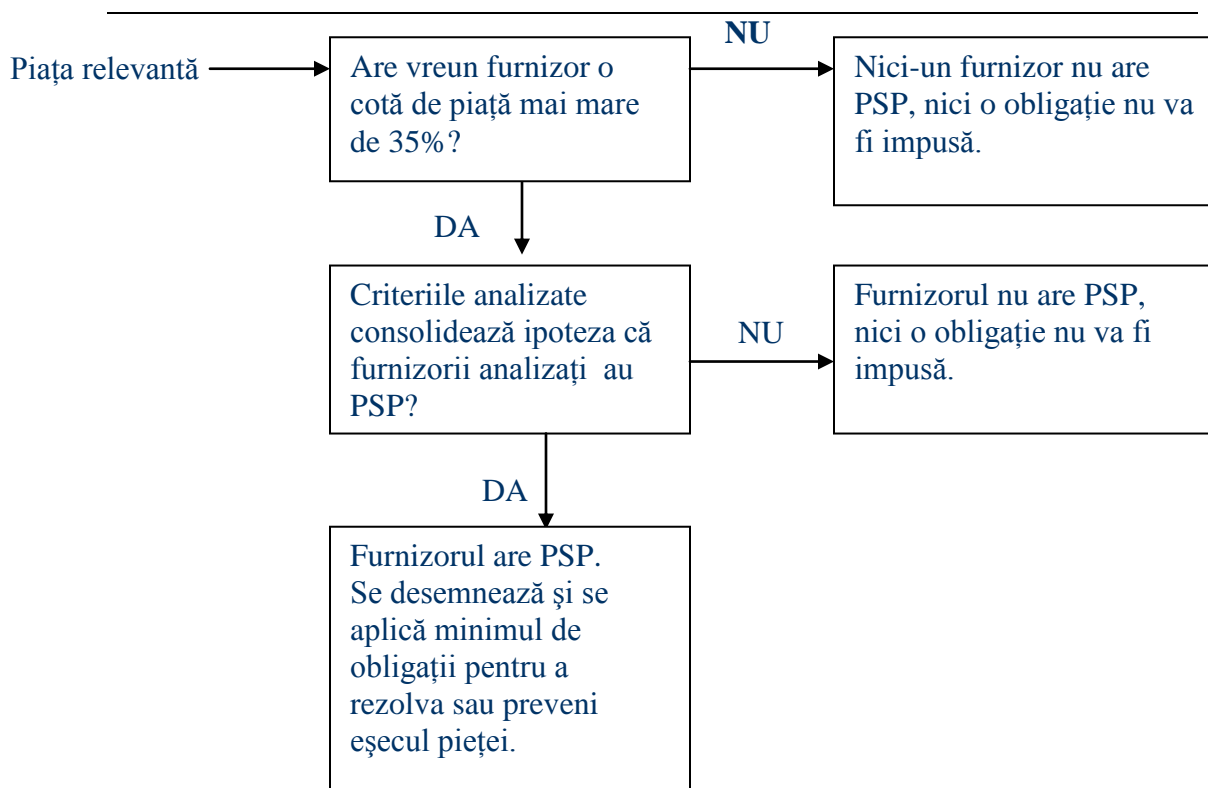 NU
Piața relevantă
Are vreun furnizor o
cotă de piață mai mare
de 35%?
Nici-un furnizor nu are
PSP, nici o obligație nu va
fi impusă.
DA
Criteriile analizate
consolidează ipoteza că
furnizorii analizați au
PSP?
NU
Furnizorul nu are PSP,
nici o obligație nu va fi
impusă.
DA
Furnizorul are PSP.
Se desemnează şi se
aplică minimul de
obligații pentru a
rezolva sau preveni
eşecul pieței.